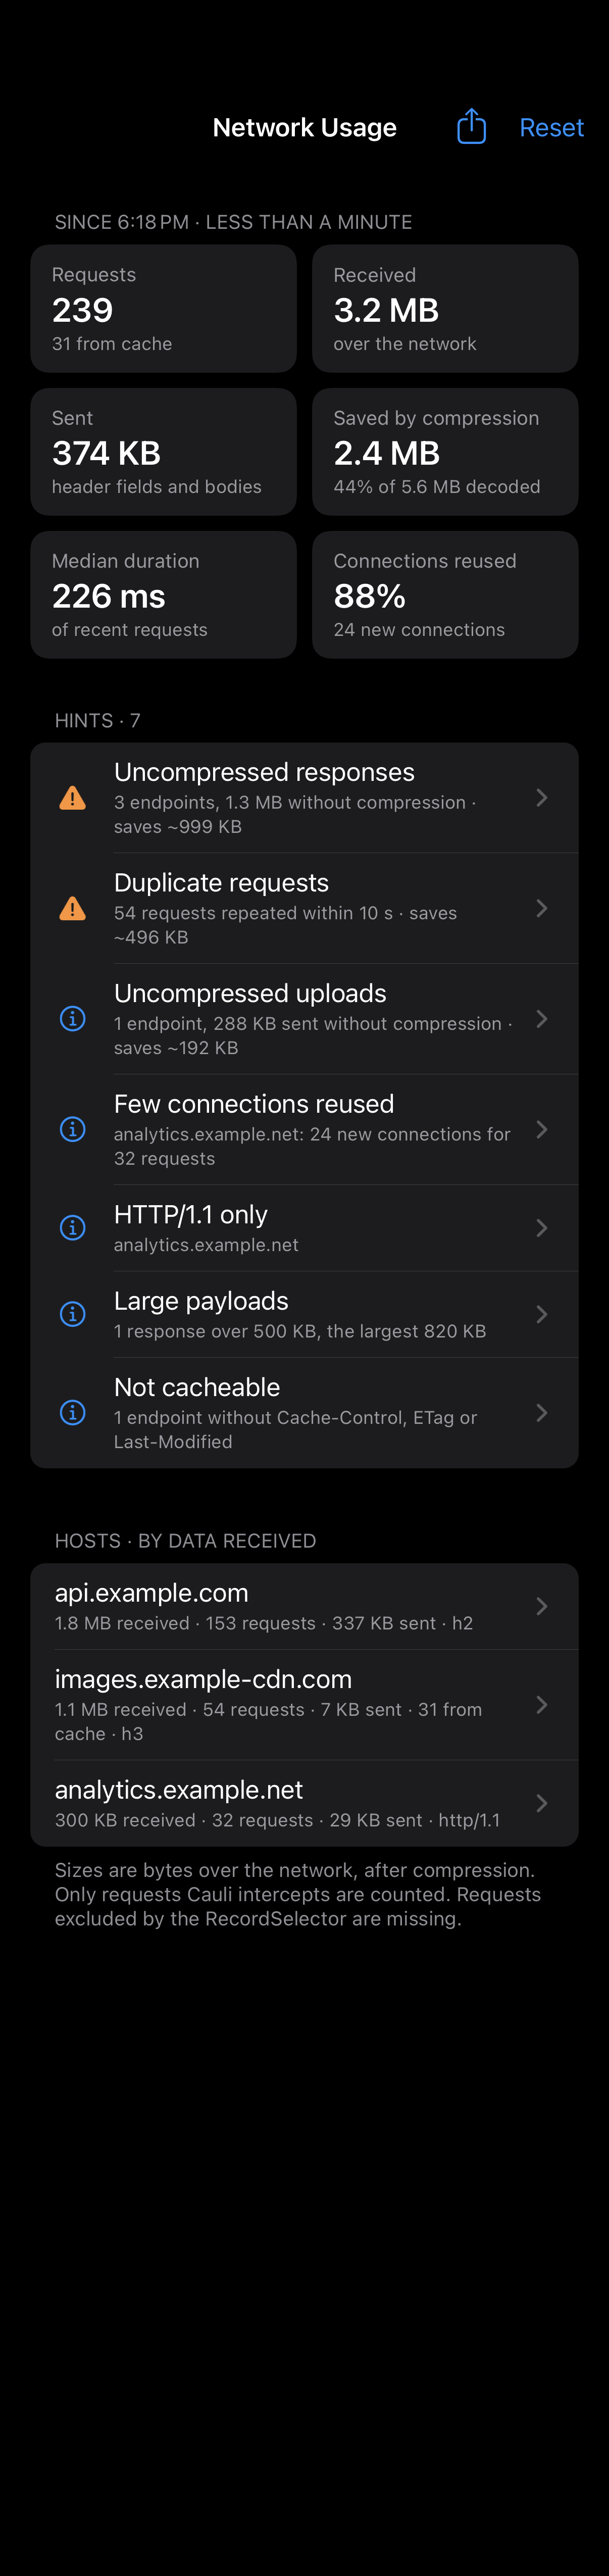 Network Usage
Reset
SINCE 6:18 PM · LESS THAN A MINUTE
Requests
239
31 from cache
Received
3.2 MB
over the network
Sent
374 KB
header fields and bodies
Saved by compression
2.4 MB
44% of 5.6 MB decoded
Median duration
226 ms
of recent requests
Connections reused
88%
24 new connections
HINTS · 7
Uncompressed responses
3 endpoints, 1.3 MB without compression ·
saves ~999 KB
Duplicate requests
54 requests repeated within 10 s · saves
~496 KB
Uncompressed uploads
1 endpoint, 288 KB sent without compression ·
saves ~192 KB
Few connections reused
analytics.example.net: 24 new connections for
32 requests
HTTP/1.1 only
analytics.example.net
Large payloads
1 response over 500 KB, the largest 820 KB
Not cacheable
1 endpoint without Cache-Control, ETag or
Last-Modified
HOSTS · BY DATA RECEIVED
api.example.com
1.8 MB received · 153 requests · 337 KB sent · h2
images.example-cdn.com
1.1 MB received · 54 requests · 7 KB sent · 31 from
cache · h3
analytics.example.net
300 KB received · 32 requests · 29 KB sent · http/1.1
Sizes are bytes over the network, after compression.
Only requests Cauli intercepts are counted. Requests
excluded by the RecordSelector are missing.